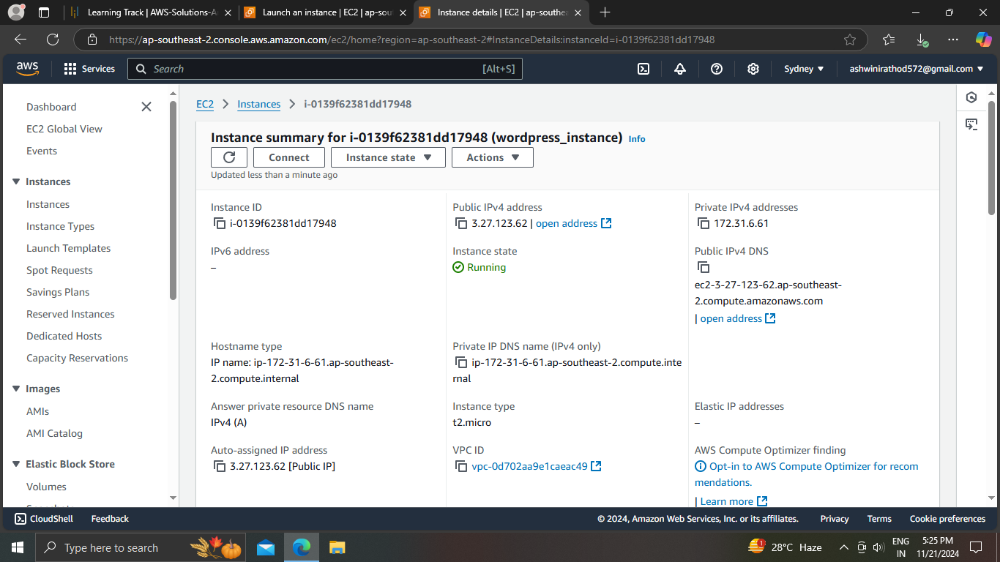 Learning Track | AWS-Solutions-A
Launch an instance | EC2 | ap-sou
Instance details | EC2 | ap-southea
https://ap-southeast-2.console.aws.amazon.com/ec2/home?region=ap-southeast-2#InstanceDetails:instanceId=i-0139f62381dd17948
aws
Services
Search
[Alt+S]
Sydney
ashwinirathod572@gmail.com
Dashboard
EC2 Global View
Events
Instances
Instances
Instance Types
Launch Templates
Spot Requests
Savings Plans
Reserved Instances
Dedicated Hosts
Capacity Reservations
Images
AMIs
AMI Catalog
Elastic Block Store
Volumes
EC2 > Instances > i-0139f62381dd17948
Instance summary for i-0139f62381dd17948 (wordpress_instance) Info
Connect
Instance state
Actions
Updated less than a minute ago
Instance ID
i-0139f62381dd17948
Public IPv4 address
3.27.123.62 | open address
Private IPv4 addresses
172.31.6.61
IPv6 address
–
Instance state
Running
Public IPv4 DNS
ec2-3-27-123-62.ap-southeast-
2.compute.amazonaws.com
| open address
Hostname type
IP name: ip-172-31-6-61.ap-southeast-
2.compute.internal
Private IP DNS name (IPv4 only)
ip-172-31-6-61.ap-southeast-2.compute.inte
rnal
Answer private resource DNS name
IPv4 (A)
Instance type
t2.micro
Elastic IP addresses
–
Auto-assigned IP address
3.27.123.62 [Public IP]
VPC ID
vpc-0d702aa9e1caeac49
AWS Compute Optimizer finding
Opt-in to AWS Compute Optimizer for recom
mendations.
| Learn more
CloudShell
Feedback
© 2024, Amazon Web Services, Inc. or its affiliates.
Privacy
Terms
Cookie preferences
Type here to search
1
28°C Haze
ENG
IN
5:25 PM
11/21/2024